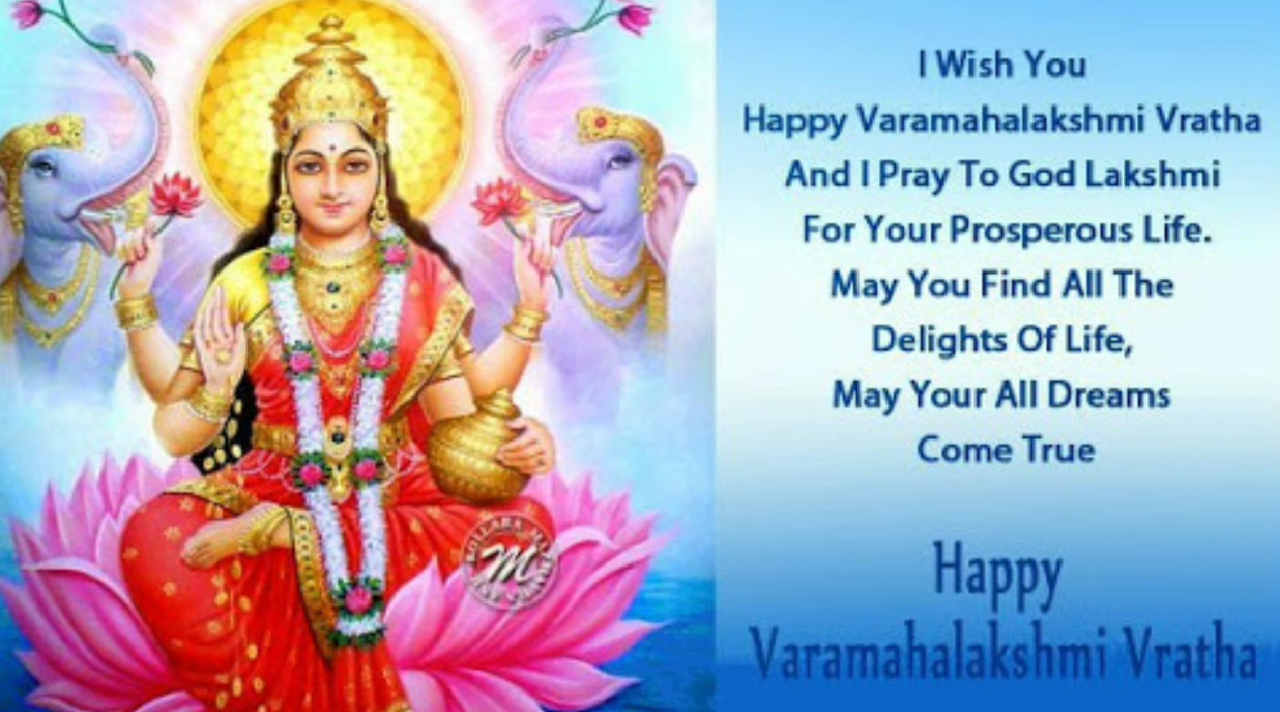 I Wish You
Happy Varamahalakshmi Vratha
And I Pray To God Lakshmi
For Your Prosperous Life.
May You Find All The
Delights Of Life,
May Your All Dreams
Come True
Happy
Varamahalakshmi Vratha
M